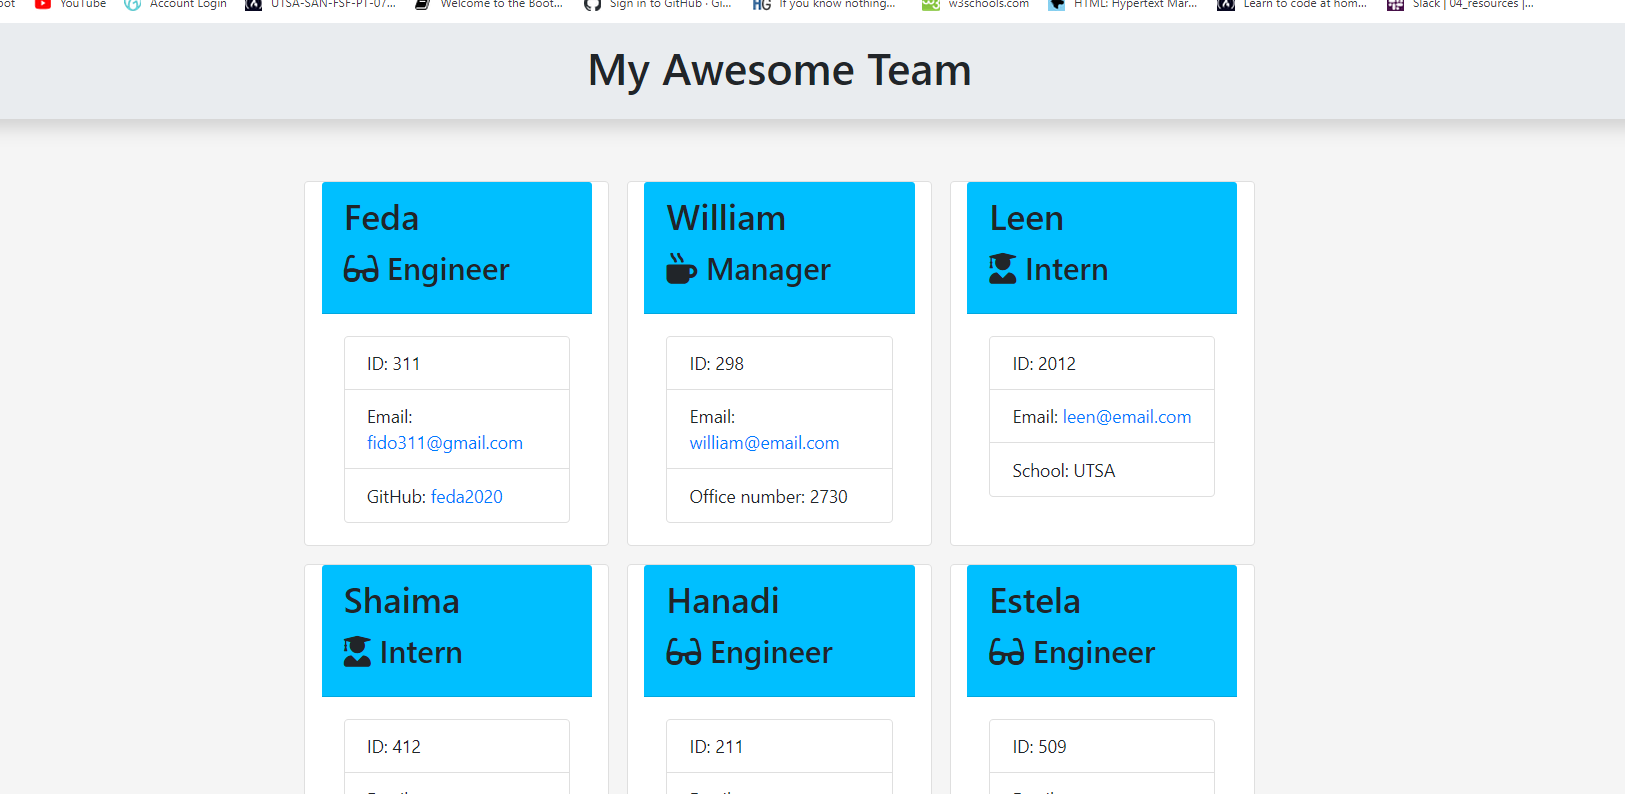 YouTube Account Login UTSA-SAN-FSF-PT-07... Welcome to the Boot... Sign in to GitHub · Gi... HG If you know nothing... w3schools.com HTML: Hypertext Mar... Learn to code at hom... Slack | 04_resources |...
My Awesome Team
Feda
Engineer
ID: 311
Email:
fido311@gmail.com
GitHub: feda2020
William
Manager
ID: 298
Email:
william@email.com
Office number: 2730
Leen
Intern
ID: 2012
Email: leen@email.com
School: UTSA
Shaima
Intern
ID: 412
Hanadi
Engineer
ID: 211
Estela
Engineer
ID: 509